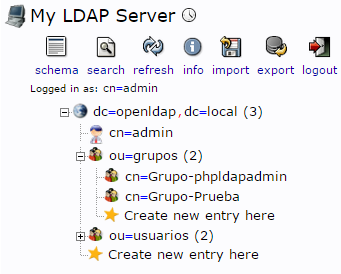 My LDAP Server
schema search refresh info import export logout
Logged in as: cn=admin
dc=openldap,dc=local (3)
cn=admin
ou=grupos (2)
cn=Grupo-phpldapadmin
cn=Grupo-Prueba
Create new entry here
ou=usuarios (2)
Create new entry here